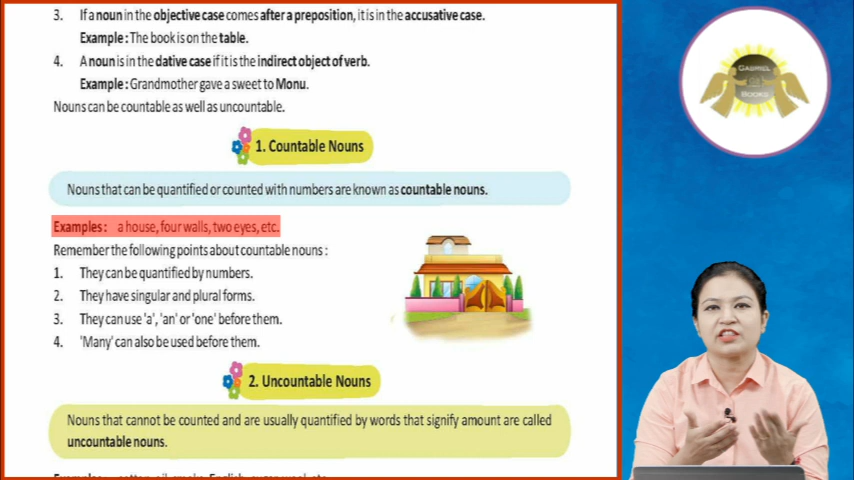 3. If a noun in the objective case comes after a preposition, it is in the accusative case.
Example : The book is on the table.
4. A noun is in the dative case if it is the indirect object of verb.
Example : Grandmother gave a sweet to Monu.
Nouns can be countable as well as uncountable.
1. Countable Nouns
Nouns that can be quantified or counted with numbers are known as countable nouns.
Examples : a house, four walls, two eyes, etc.
Remember the following points about countable nouns :
1. They can be quantified by numbers.
2. They have singular and plural forms.
3. They can use 'a', 'an' or 'one' before them.
4. 'Many' can also be used before them.
2. Uncountable Nouns
Nouns that cannot be counted and are usually quantified by words that signify amount are called
uncountable nouns.
GABRIEL
BOOKS